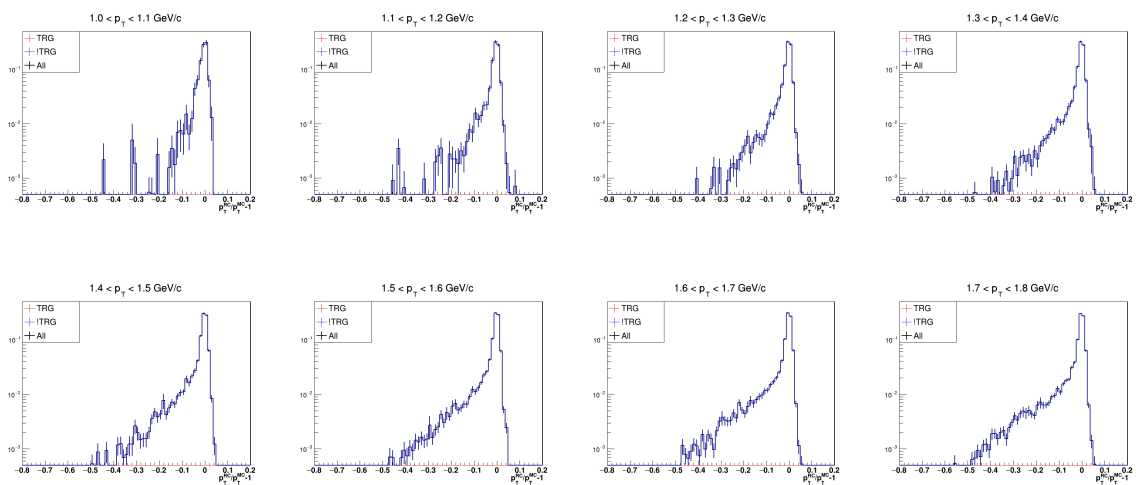 1.0 < p_T < 1.1 GeV/c
TRG
!TRG
All
10⁻¹
10⁻²
10⁻³
−0.8 −0.7 −0.6 −0.5 −0.4 −0.3 −0.2 −0.1 0 0.1 0.2
p_T^RC/p_T^MC-1
1.1 < p_T < 1.2 GeV/c
TRG
!TRG
All
10⁻¹
10⁻²
10⁻³
−0.8 −0.7 −0.6 −0.5 −0.4 −0.3 −0.2 −0.1 0 0.1 0.2
p_T^RC/p_T^MC-1
1.2 < p_T < 1.3 GeV/c
TRG
!TRG
All
10⁻¹
10⁻²
10⁻³
−0.8 −0.7 −0.6 −0.5 −0.4 −0.3 −0.2 −0.1 0 0.1 0.2
p_T^RC/p_T^MC-1
1.3 < p_T < 1.4 GeV/c
TRG
!TRG
All
10⁻¹
10⁻²
10⁻³
−0.8 −0.7 −0.6 −0.5 −0.4 −0.3 −0.2 −0.1 0 0.1 0.2
p_T^RC/p_T^MC-1
1.4 < p_T < 1.5 GeV/c
TRG
!TRG
All
10⁻¹
10⁻²
10⁻³
−0.8 −0.7 −0.6 −0.5 −0.4 −0.3 −0.2 −0.1 0 0.1 0.2
p_T^RC/p_T^MC-1
1.5 < p_T < 1.6 GeV/c
TRG
!TRG
All
10⁻¹
10⁻²
10⁻³
−0.8 −0.7 −0.6 −0.5 −0.4 −0.3 −0.2 −0.1 0 0.1 0.2
p_T^RC/p_T^MC-1
1.6 < p_T < 1.7 GeV/c
TRG
!TRG
All
10⁻¹
10⁻²
10⁻³
−0.8 −0.7 −0.6 −0.5 −0.4 −0.3 −0.2 −0.1 0 0.1 0.2
p_T^RC/p_T^MC-1
1.7 < p_T < 1.8 GeV/c
TRG
!TRG
All
10⁻¹
10⁻²
10⁻³
−0.8 −0.7 −0.6 −0.5 −0.4 −0.3 −0.2 −0.1 0 0.1 0.2
p_T^RC/p_T^MC-1